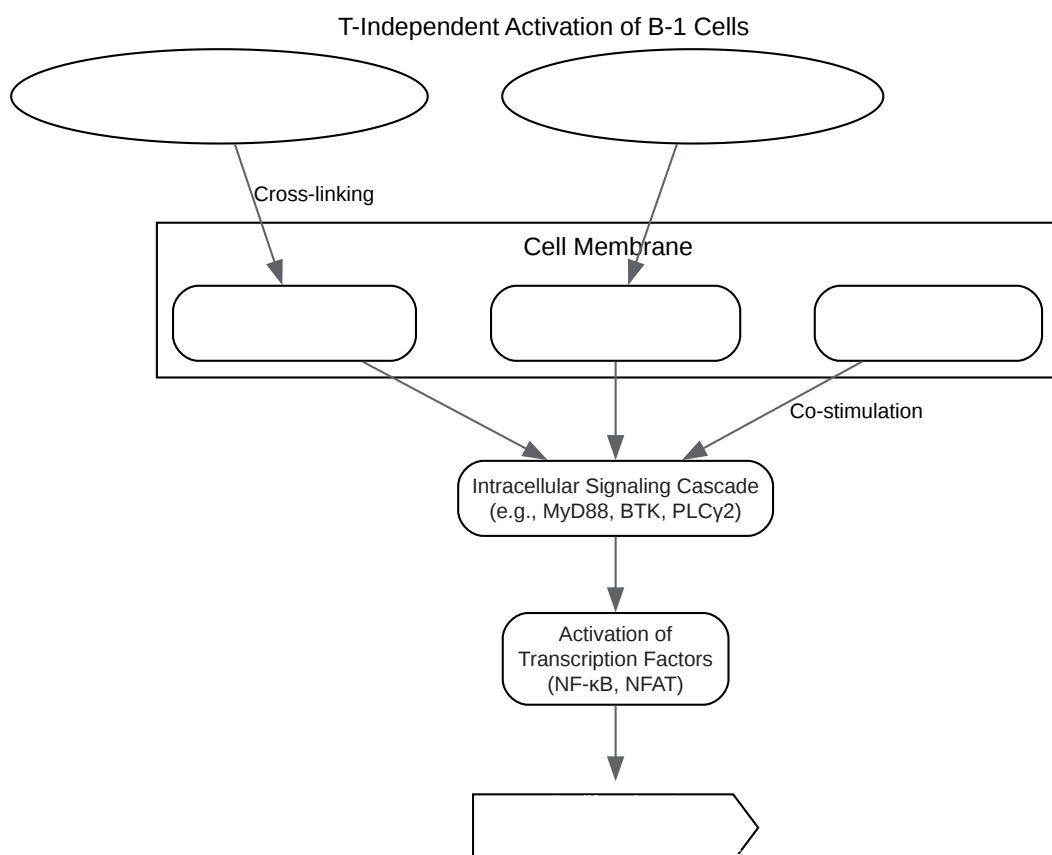 T-Independent Activation of B-1 Cells
Cross-linking
Cell Membrane
Co-stimulation
Intracellular Signaling Cascade
(e.g., MyD88, BTK, PLCγ2)
Activation of
Transcription Factors
(NF-κB, NFAT)